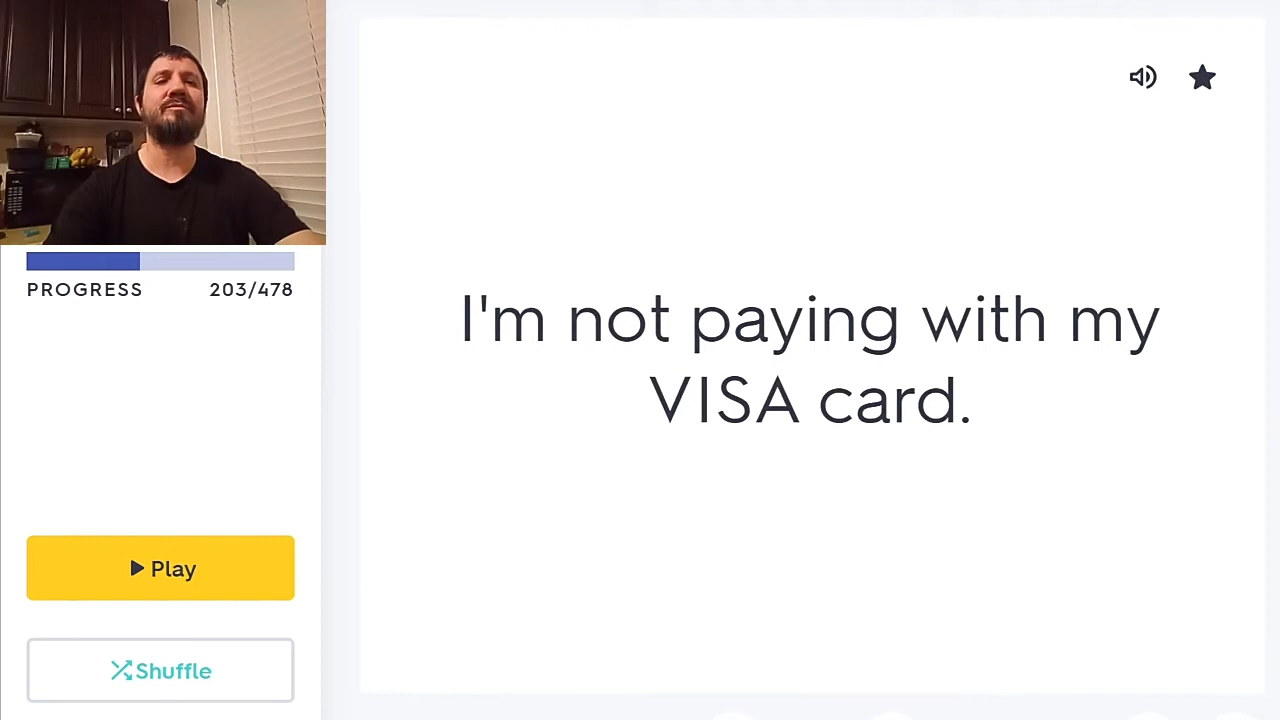 I'm not paying with my
VISA card.
PROGRESS 203/478
Play
Shuffle